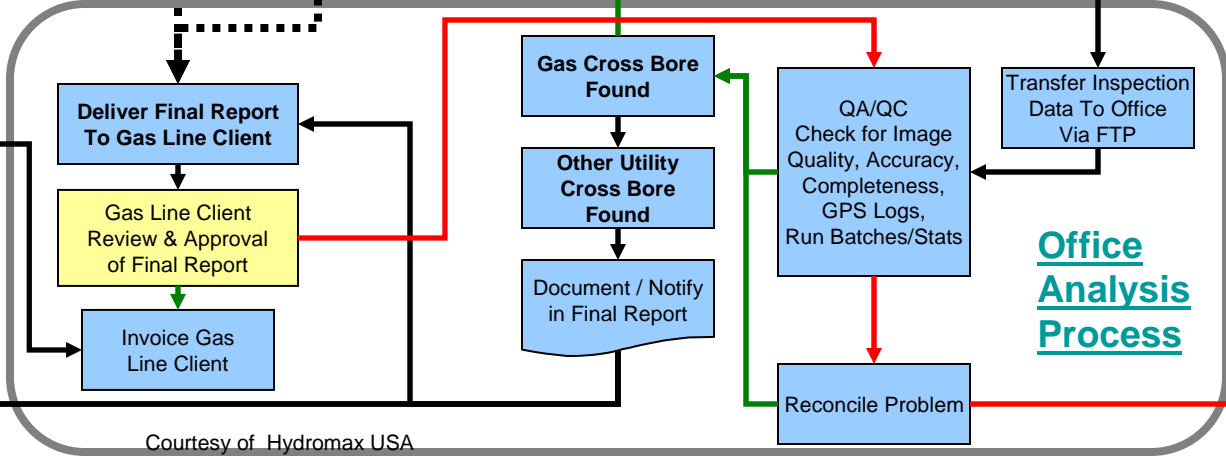 Deliver Final Report
To Gas Line Client
Gas Line Client
Review & Approval
of Final Report
Invoice Gas
Line Client
Gas Cross Bore
Found
Other Utility
Cross Bore
Found
Document / Notify
in Final Report
QA/QC
Check for Image
Quality, Accuracy,
Completeness,
GPS Logs,
Run Batches/Stats
Reconcile Problem
Transfer Inspection
Data To Office
Via FTP
Office
Analysis
Process
Courtesy of  Hydromax USA